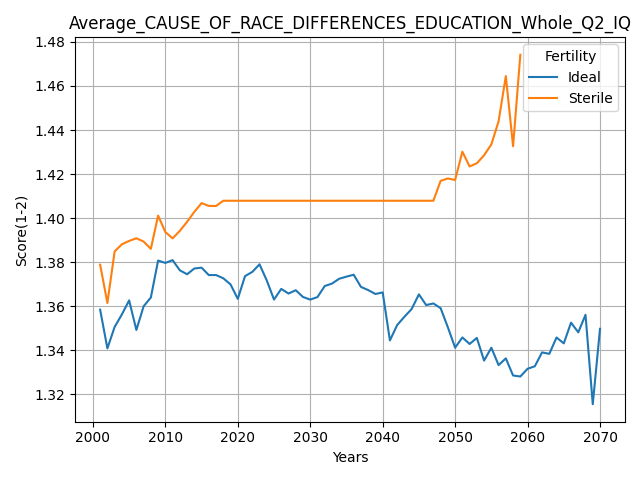 Average_CAUSE_OF_RACE_DIFFERENCES_EDUCATION_Whole_Q2_IQ
1.48
1.46
1.44
1.42
1.40
1.38
1.36
1.34
1.32
Score(1-2)
Fertility
Ideal
Sterile
2000 2010 2020 2030 2040 2050 2060 2070
Years